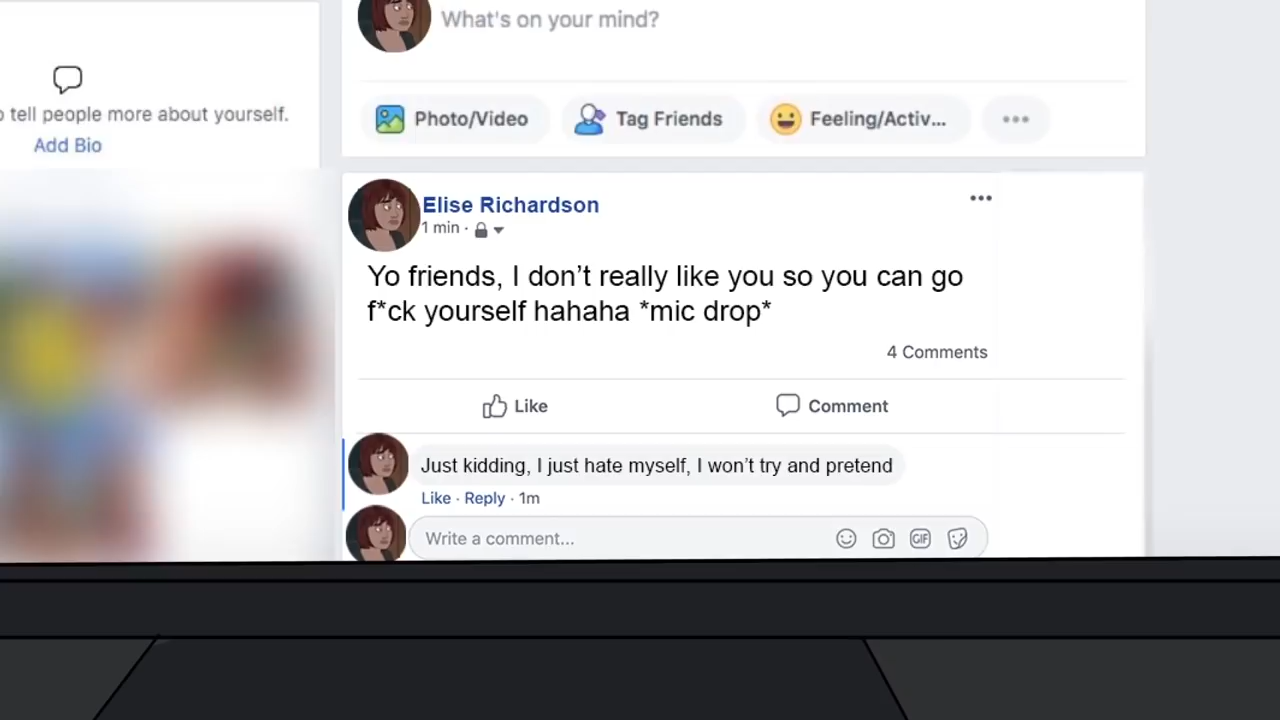 What's on your mind?
o tell people more about yourself.
Add Bio
Photo/Video
Tag Friends
Feeling/Activ...
Elise Richardson
1 min ·
Yo friends, I don’t really like you so you can go
f*ck yourself hahaha *mic drop*
4 Comments
Like
Comment
Just kidding, I just hate myself, I won’t try and pretend
Like · Reply · 1m
Write a comment...
GIF